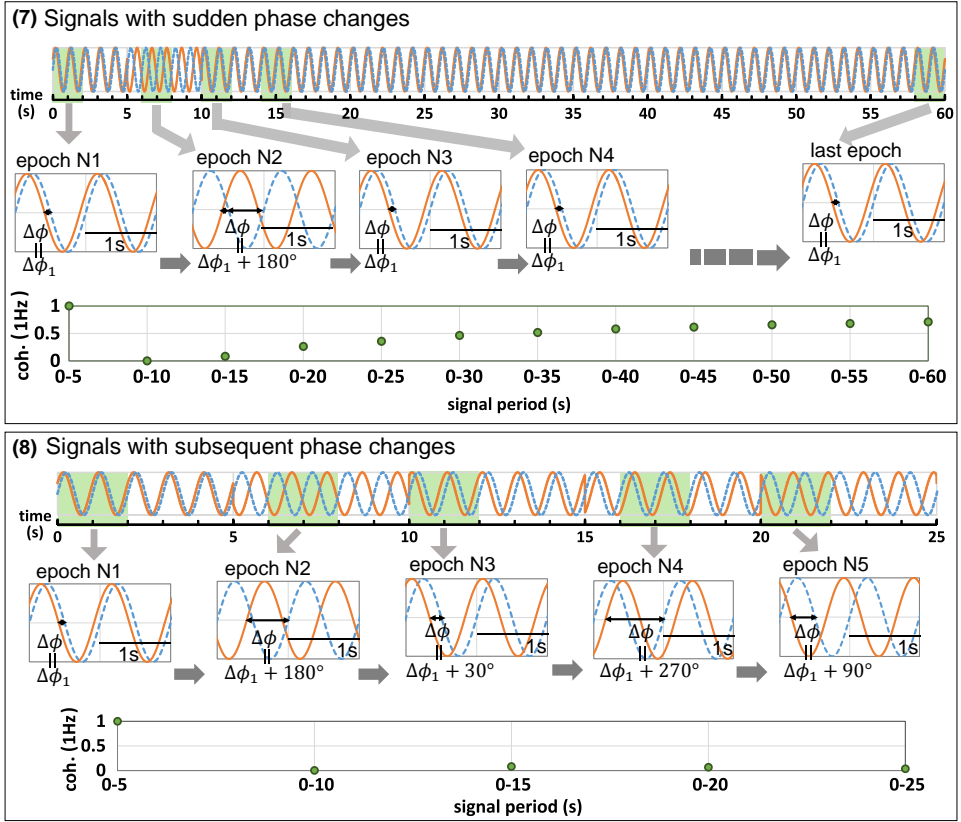 (7) Signals with sudden phase changes
time
(s)
0 5 10 15 20 25 30 35 40 45 50 55 60
epoch N1 epoch N2 epoch N3 epoch N4 last epoch
Δϕ Δϕ Δϕ Δϕ Δϕ
1s 1s 1s 1s 1s
Δϕ₁ Δϕ₁ + 180° Δϕ₁ Δϕ₁ Δϕ₁
coh. (1Hz)
1
0.5
0
0-5 0-10 0-15 0-20 0-25 0-30 0-35 0-40 0-45 0-50 0-55 0-60
signal period (s)
(8) Signals with subsequent phase changes
time
(s)
0 5 10 15 20 25
epoch N1 epoch N2 epoch N3 epoch N4 epoch N5
Δϕ Δϕ Δϕ Δϕ Δϕ
1s 1s 1s 1s 1s
Δϕ₁ Δϕ₁ + 180° Δϕ₁ + 30° Δϕ₁ + 270° Δϕ₁ + 90°
coh. (1Hz)
1
0.5
0
0-5 0-10 0-15 0-20 0-25
signal period (s)